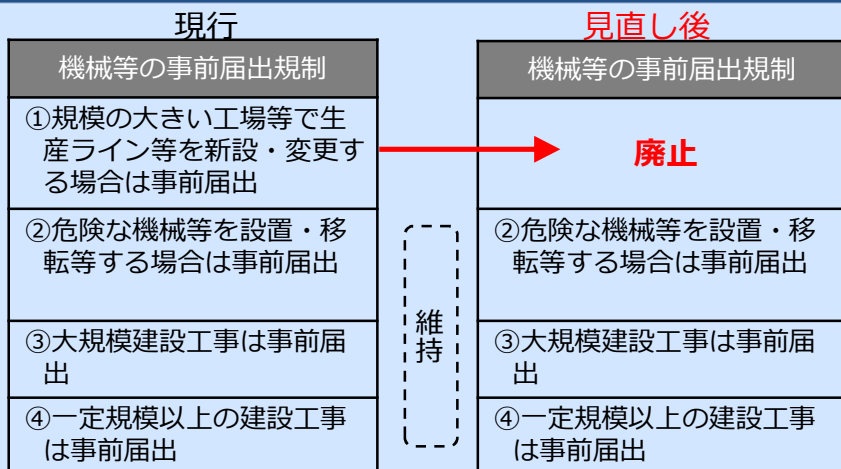 現行
機械等の事前届出規制
①規模の大きい工場等で生
産ライン等を新設・変更す
る場合は事前届出
②危険な機械等を設置・移
転等する場合は事前届出
③大規模建設工事は事前届
出
④一定規模以上の建設工事
は事前届出
維持
見直し後
機械等の事前届出規制
廃止
②危険な機械等を設置・移
転等する場合は事前届出
③大規模建設工事は事前届
出
④一定規模以上の建設工事
は事前届出